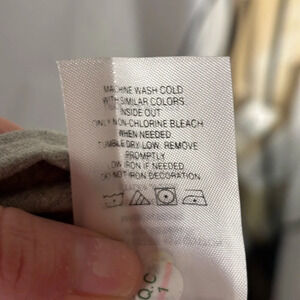 MACHINE WASH COLD
WITH SIMILAR COLORS
INSIDE OUT
ONLY NON-CHLORINE BLEACH
WHEN NEEDED
TUMBLE DRY LOW. REMOVE
PROMPTLY
LOW IRON IF NEEDED
DO NOT IRON DECORATION
Q.C
1